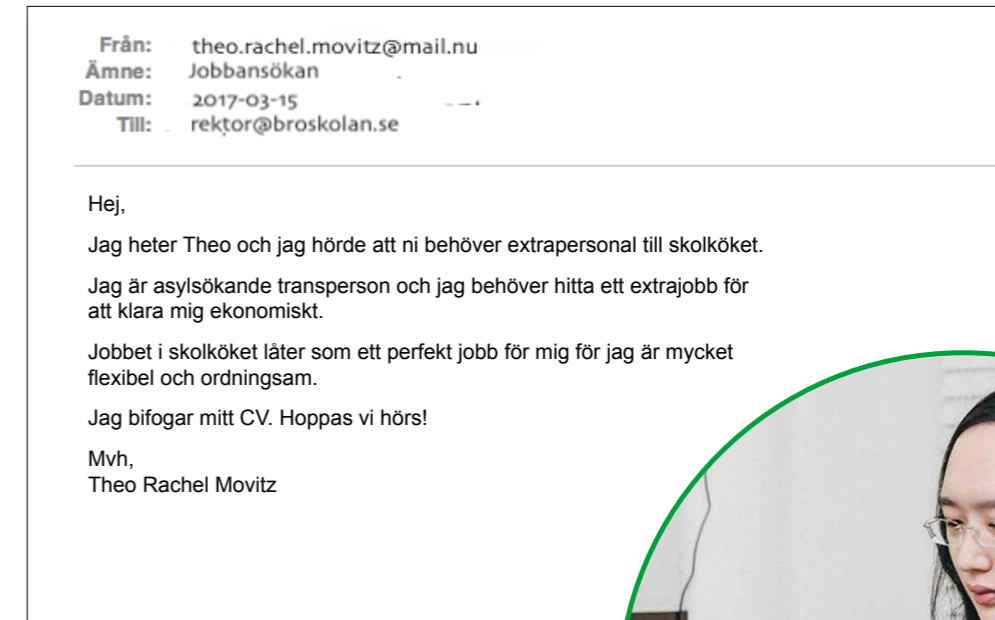 Från: theo.rachel.movitz@mail.nu
Ämne: Jobbansökan
Datum: 2017-03-15
Till: rektor@broskolan.se
Hej,
Jag heter Theo och jag hörde att ni behöver extrapersonal till skolköket.
Jag är asylsökande transperson och jag behöver hitta ett extrajobb för
att klara mig ekonomiskt.
Jobbet i skolköket låter som ett perfekt jobb för mig för jag är mycket
flexibel och ordningsam.
Jag bifogar mitt CV. Hoppas vi hörs!
Mvh,
Theo Rachel Movitz